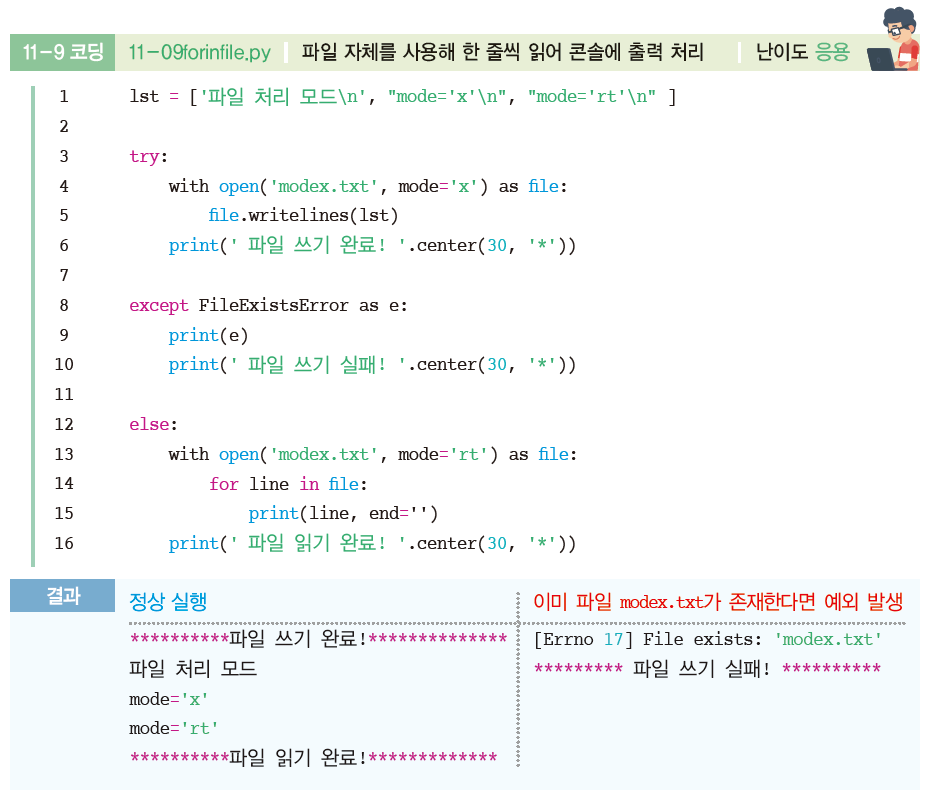 11-9 코딩 11-09forinfile.py 파일 자체를 사용해 한 줄씩 읽어 콘솔에 출력 처리 난이도 응용
1 lst = ['파일 처리 모드\n', "mode='x'\n", "mode='rt'\n" ]
2
3 try:
4 with open('modex.txt', mode='x') as file:
5 file.writelines(lst)
6 print(' 파일 쓰기 완료! '.center(30, '*'))
7
8 except FileExistsError as e:
9 print(e)
10 print(' 파일 쓰기 실패! '.center(30, '*'))
11
12 else:
13 with open('modex.txt', mode='rt') as file:
14 for line in file:
15 print(line, end='')
16 print(' 파일 읽기 완료! '.center(30, '*'))
결과
정상 실행
**********파일 쓰기 완료!**************
파일 처리 모드
mode='x'
mode='rt'
**********파일 읽기 완료!*************
이미 파일 modex.txt가 존재한다면 예외 발생
[Errno 17] File exists: 'modex.txt'
********* 파일 쓰기 실패! **********